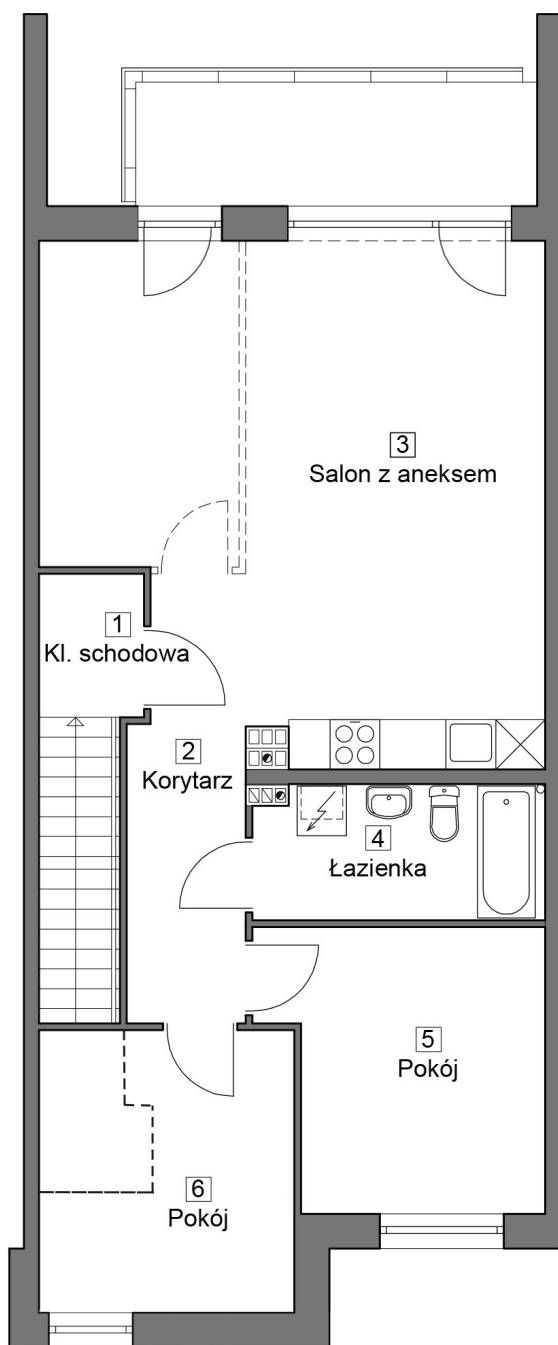 3
Salon z aneksem
1
Kl. schodowa
2
Korytarz
4
Łazienka
5
Pokój
6
Pokój